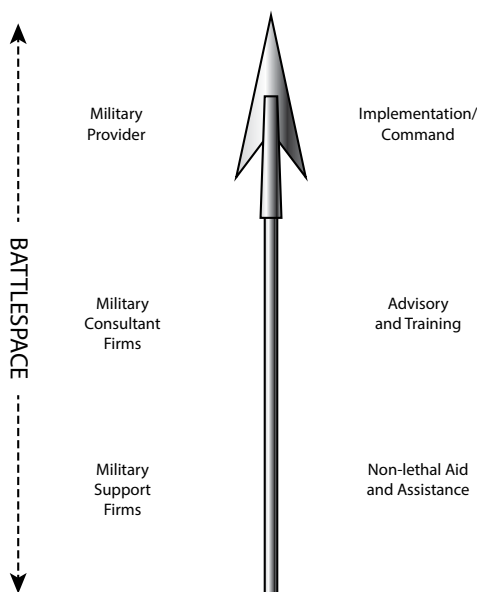 BATTLESPACE
Military
Provider
Implementation/
Command
Military
Consultant
Firms
Advisory
and Training
Military
Support
Firms
Non-lethal Aid
and Assistance